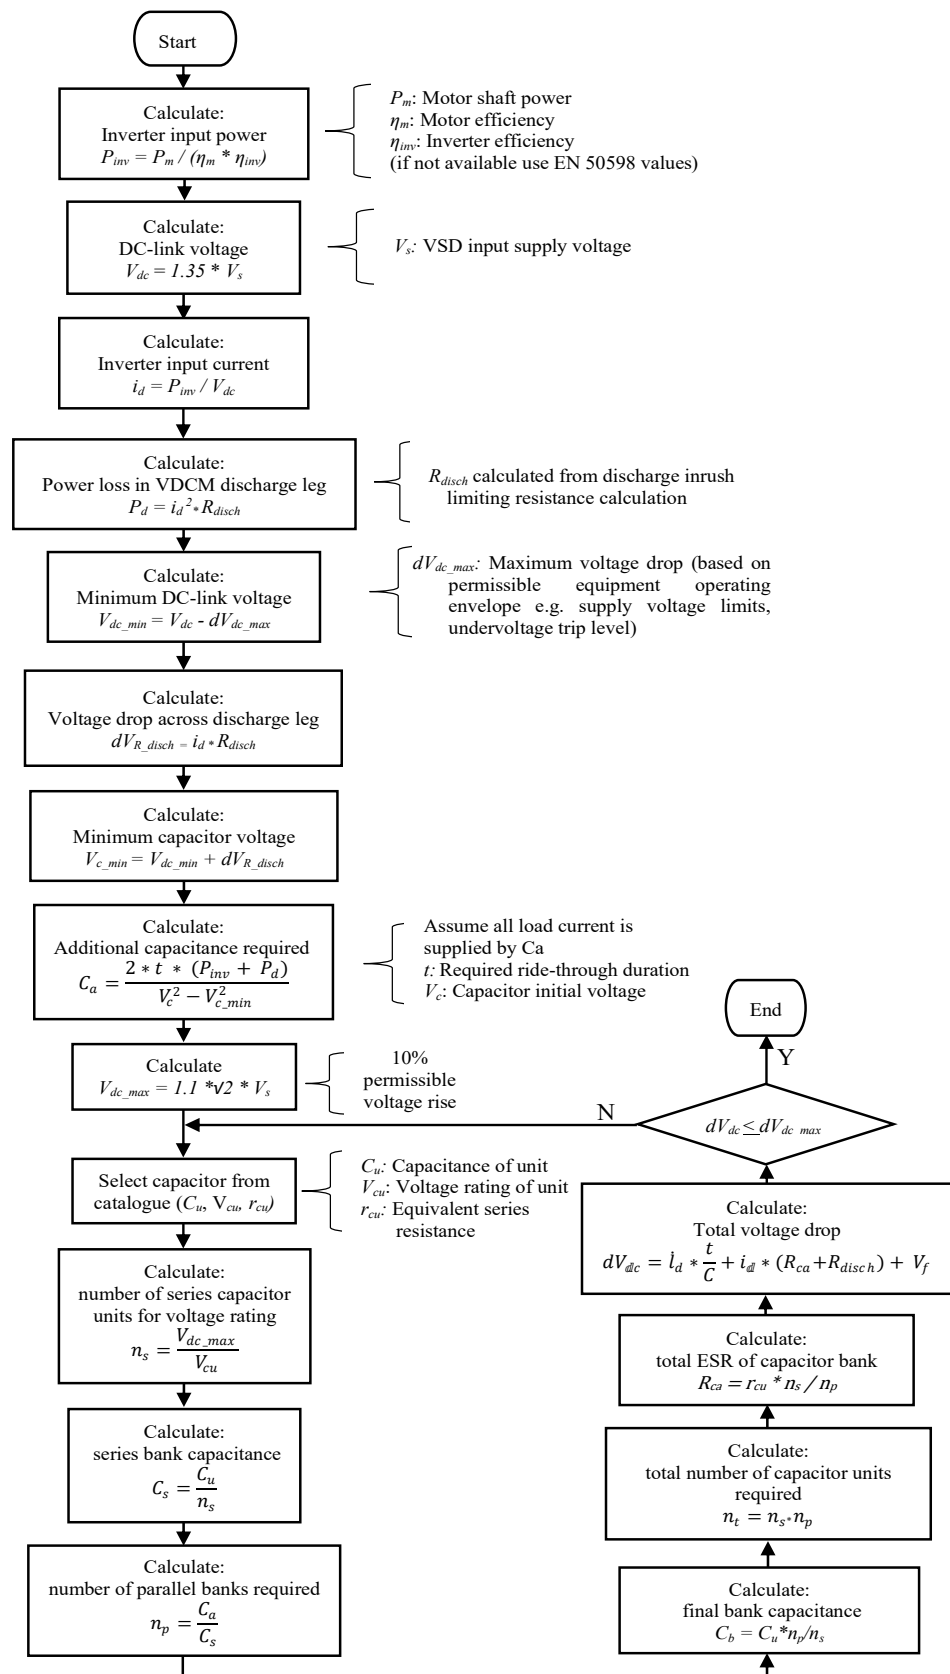 Start
Calculate:
Inverter input power
P_inv = P_m / (η_m * η_inv)
P_m: Motor shaft power
η_m: Motor efficiency
η_inv: Inverter efficiency
(if not available use EN 50598 values)
Calculate:
DC-link voltage
V_dc = 1.35 * V_s
V_s: VSD input supply voltage
Calculate:
Inverter input current
i_d = P_inv / V_dc
Calculate:
Power loss in VDCM discharge leg
P_d = i_d^2 * R_disch
R_disch calculated from discharge inrush
limiting resistance calculation
Calculate:
Minimum DC-link voltage
V_dc_min = V_dc - dV_dc_max
dV_dc_max: Maximum voltage drop (based on
permissible equipment operating
envelope e.g. supply voltage limits,
undervoltage trip level)
Calculate:
Voltage drop across discharge leg
dV_R_disch = i_d * R_disch
Calculate:
Minimum capacitor voltage
V_c_min = V_dc_min + dV_R_disch
Calculate:
Additional capacitance required
C_a = 2 * t * (P_inv + P_d) / V_c^2 − V_c_min^2
Assume all load current is
supplied by Ca
t: Required ride-through duration
V_c: Capacitor initial voltage
Calculate
V_dc_max = 1.1 *√2 * V_s
10%
permissible
voltage rise
Select capacitor from
catalogue (C_u, V_cu, r_cu)
C_u: Capacitance of unit
V_cu: Voltage rating of unit
r_cu: Equivalent series
resistance
Calculate:
number of series capacitor
units for voltage rating
n_s = V_dc_max / V_cu
Calculate:
series bank capacitance
C_s = C_u / n_s
Calculate:
number of parallel banks required
n_p = C_a / C_s
Calculate:
final bank capacitance
C_b = C_u*n_p/n_s
Calculate:
total number of capacitor units
required
n_t = n_s * n_p
Calculate:
total ESR of capacitor bank
R_ca = r_cu * n_s / n_p
Calculate:
Total voltage drop
dV_dc = i_d * t/C + i_d * (R_ca+R_disch) + V_f
dV_dc ≤ dV_dc_max
N
Y
End